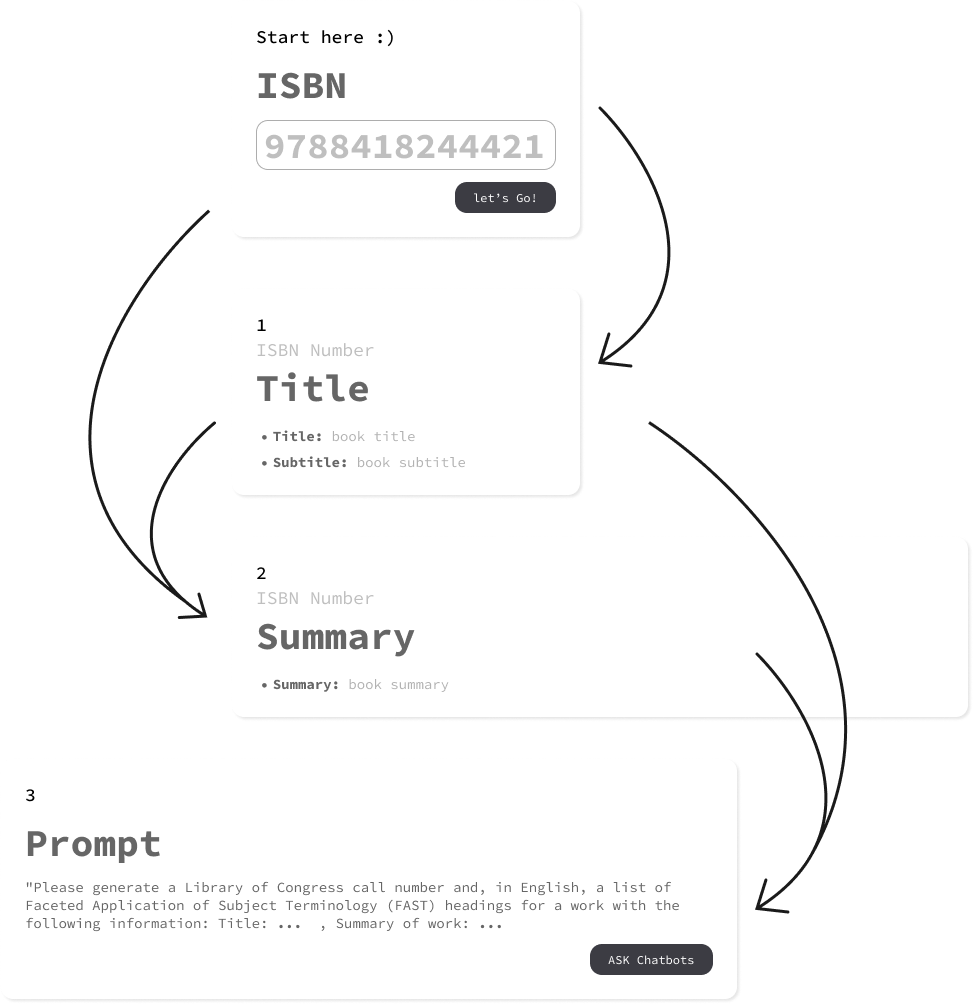 Start here :)
ISBN
9788418244421
let’s Go!
1
ISBN Number
Title
• Title: book title
• Subtitle: book subtitle
2
ISBN Number
Summary
• Summary: book summary
3
Prompt
"Please generate a Library of Congress call number and, in English, a list of
Faceted Application of Subject Terminology (FAST) headings for a work with the
following information: Title: ... , Summary of work: ...
ASK Chatbots